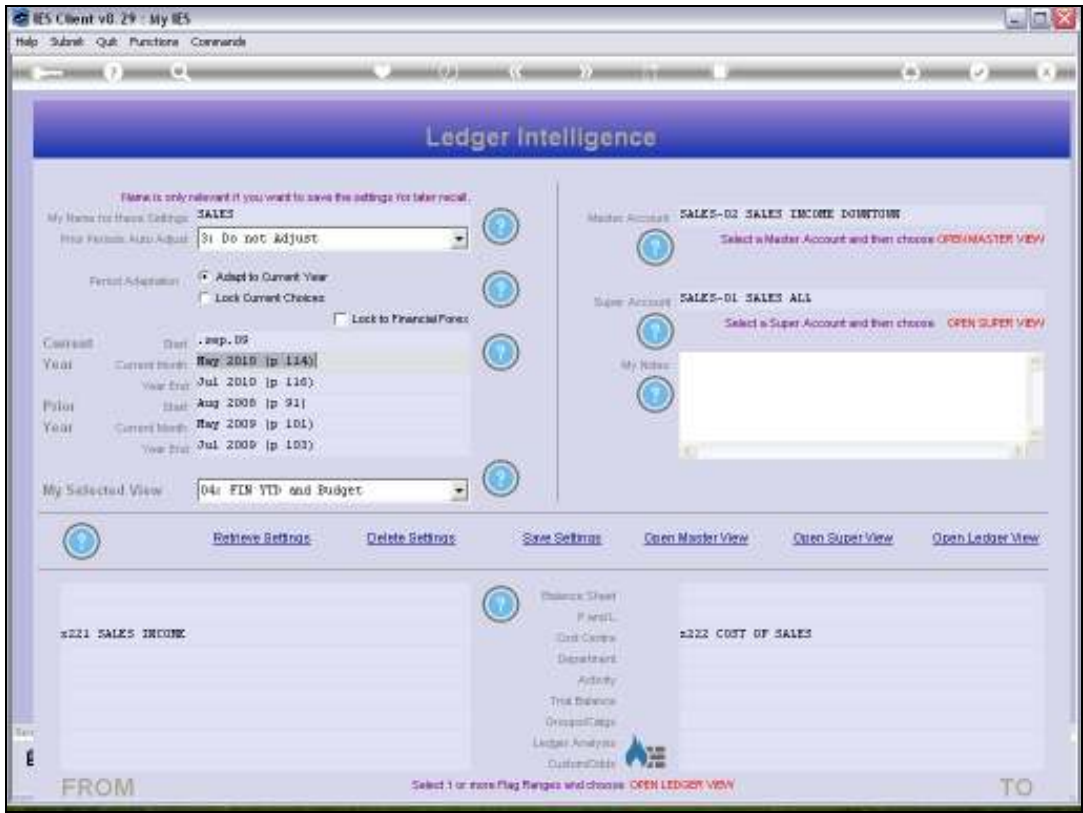 IES Client v8.29 : My IES
Help Submit Quit Functions Commands
Ledger Intelligence
Name is only relevant if you want to save the settings for later recall.
My Name for these Settings SALES
Prior Periods Auto Adjust 3: Do not Adjust
Period Adaptation Adapt to Current Year
Lock Current Choices
Lock to Financial Forex
Current Start .sep.09
Year Current Month May 2010 (p 114)
Year End Jul 2010 (p 116)
Prior Start Aug 2008 (p 91)
Year Current Month May 2009 (p 101)
Year End Jul 2009 (p 103)
My Selected View 04: FIN YTD and Budget
Master Account SALES-02 SALES INCOME DOWNTOWN
Select a Master Account and then choose OPEN MASTER VIEW
Super Account SALES-01 SALES ALL
Select a Super Account and then choose OPEN SUPER VIEW
My Notes
Retrieve Settings Delete Settings Save Settings Open Master View Open Super View Open Ledger View
Balance Sheet
P and L
z221 SALES INCOME Cost Centre z222 COST OF SALES
Department
Activity
Trial Balance
Ledger Analysis
FROM Select 1 or more Flag Ranges and choose OPEN LEDGER VIEW TO